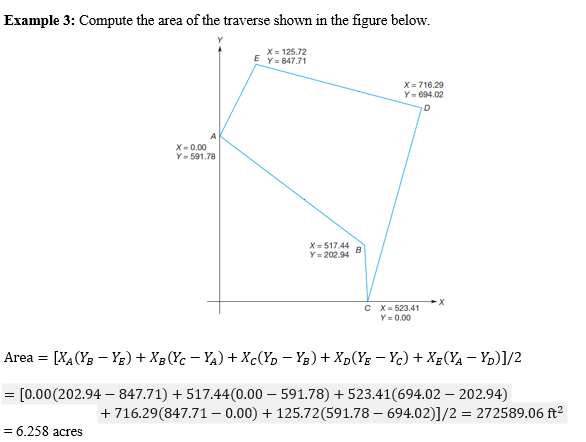 Example 3: Compute the area of the traverse shown in the figure below.
Y
X = 125.72
E Y = 847.71
X = 716.29
Y = 694.02
D
A
X = 0.00
Y = 591.78
X = 517.44
Y = 202.94
B
X
C X = 523.41
Y = 0.00
Area = [X_A(Y_B − Y_E) + X_B(Y_C − Y_A) + X_C(Y_D − Y_B) + X_D(Y_E − Y_C) + X_E(Y_A − Y_D)]/2
= [0.00(202.94 − 847.71) + 517.44(0.00 − 591.78) + 523.41(694.02 − 202.94)
+ 716.29(847.71 − 0.00) + 125.72(591.78 − 694.02)]/2 = 272589.06 ft²
= 6.258 acres